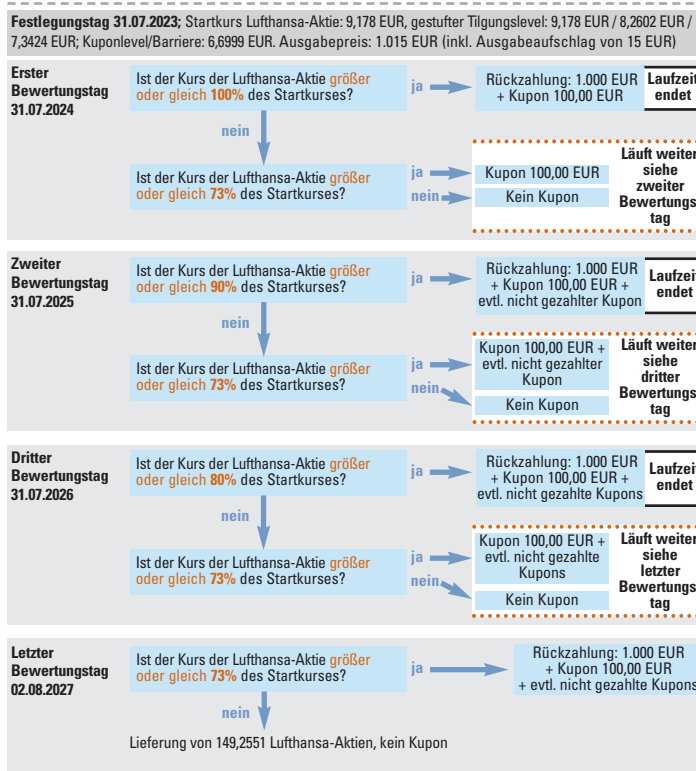 Festlegungstag 31.07.2023; Startkurs Lufthansa-Aktie: 9,178 EUR, gestufter Tilgungslevel: 9,178 EUR / 8,2602 EUR /
7,3424 EUR; Kuponlevel/Barriere: 6,6999 EUR. Ausgabepreis: 1.015 EUR (inkl. Ausgabeaufschlag von 15 EUR)
Erster
Bewertungstag
31.07.2024
Ist der Kurs der Lufthansa-Aktie größer
oder gleich 100% des Startkurses?
ja
Rückzahlung: 1.000 EUR
+ Kupon 100,00 EUR
Laufzeit
endet
nein
Ist der Kurs der Lufthansa-Aktie größer
oder gleich 73% des Startkurses?
ja
Kupon 100,00 EUR
nein
Kein Kupon
Läuft weiter
siehe
zweiter
Bewertungs
tag
Zweiter
Bewertungstag
31.07.2025
Ist der Kurs der Lufthansa-Aktie größer
oder gleich 90% des Startkurses?
ja
Rückzahlung: 1.000 EUR
+ Kupon 100,00 EUR +
evtl. nicht gezahlter Kupon
Laufzeit
endet
nein
Ist der Kurs der Lufthansa-Aktie größer
oder gleich 73% des Startkurses?
ja
Kupon 100,00 EUR +
evtl. nicht gezahlter
Kupon
nein
Kein Kupon
Läuft weiter
siehe
dritter
Bewertungs
tag
Dritter
Bewertungstag
31.07.2026
Ist der Kurs der Lufthansa-Aktie größer
oder gleich 80% des Startkurses?
ja
Rückzahlung: 1.000 EUR
+ Kupon 100,00 EUR +
evtl. nicht gezahlte Kupons
Laufzeit
endet
nein
Ist der Kurs der Lufthansa-Aktie größer
oder gleich 73% des Startkurses?
ja
Kupon 100,00 EUR +
evtl. nicht gezahlte
Kupons
nein
Kein Kupon
Läuft weiter
siehe
letzter
Bewertungs
tag
Letzter
Bewertungstag
02.08.2027
Ist der Kurs der Lufthansa-Aktie größer
oder gleich 73% des Startkurses?
ja
Rückzahlung: 1.000 EUR
+ Kupon 100,00 EUR
+ evtl. nicht gezahlte Kupons
nein
Lieferung von 149,2551 Lufthansa-Aktien, kein Kupon